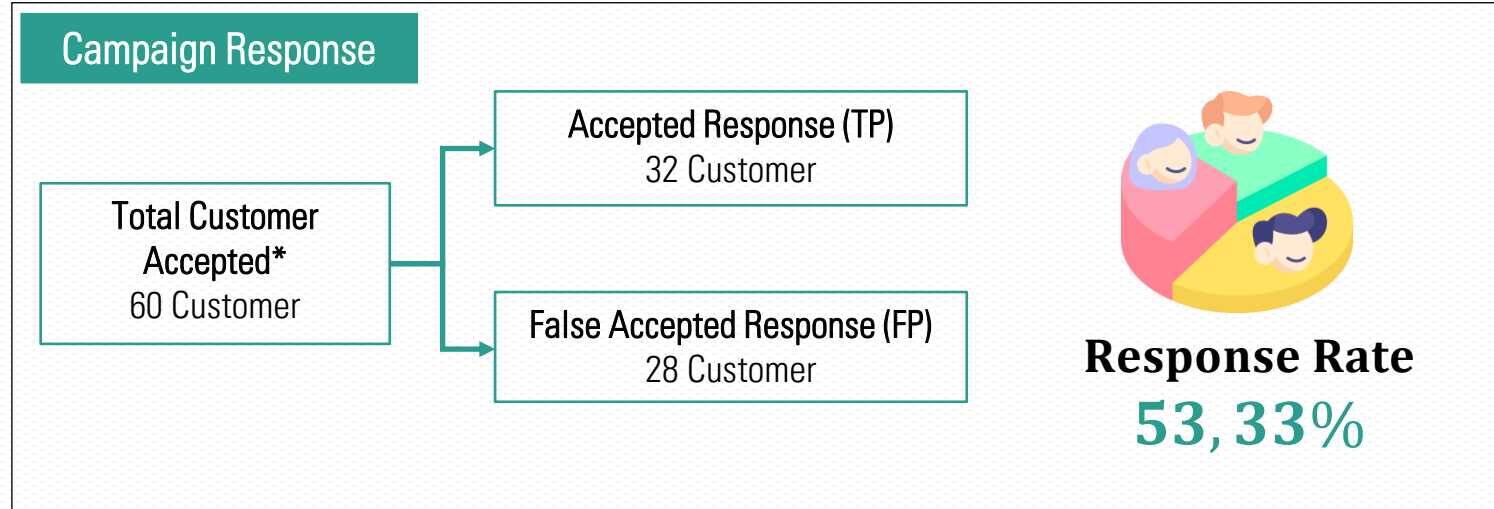 Campaign Response
Total Customer
Accepted*
60 Customer
Accepted Response (TP)
32 Customer
False Accepted Response (FP)
28 Customer
Response Rate
53,33%